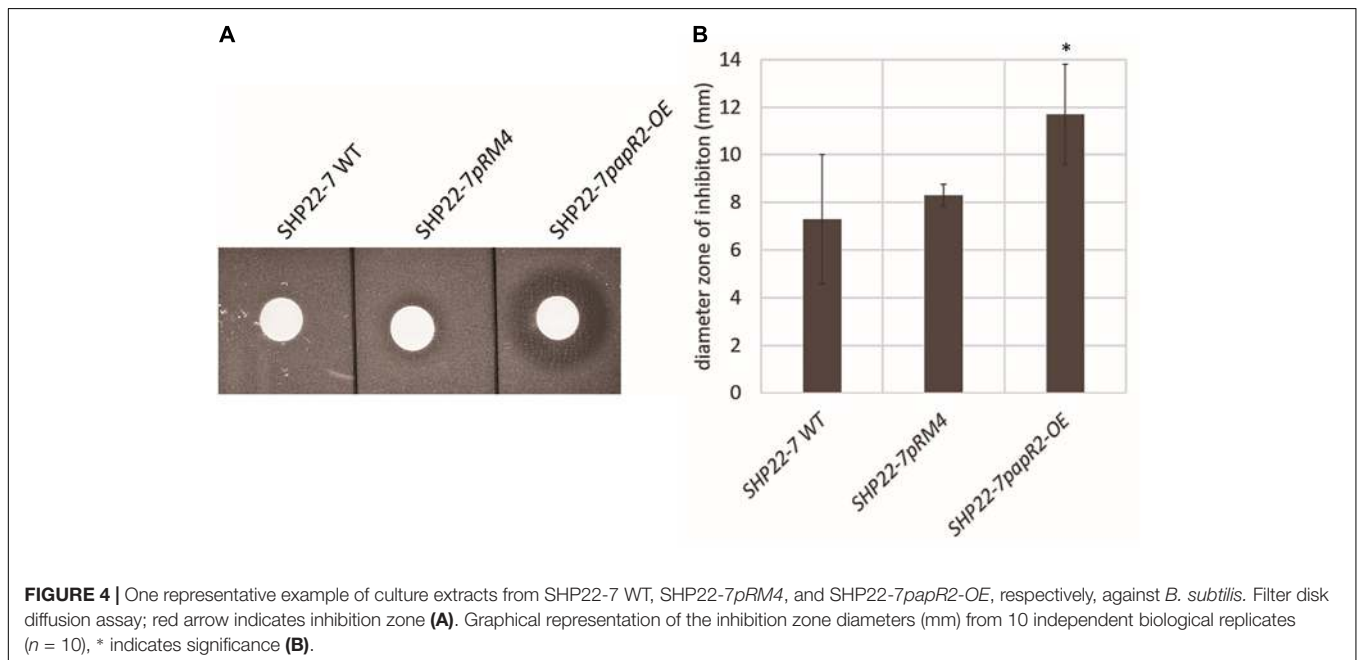 A
SHP22-7 WT
SHP22-7pRM4
SHP22-7papR2-OE
B
*
diameter zone of inhibiton (mm)
14
12
10
8
6
4
2
0
SHP22-7 WT
SHP22-7pRM4
SHP22-7papR2-OE
FIGURE 4 | One representative example of culture extracts from SHP22-7 WT, SHP22-7pRM4, and SHP22-7papR2-OE, respectively, against B. subtilis. Filter disk
diffusion assay; red arrow indicates inhibition zone (A). Graphical representation of the inhibition zone diameters (mm) from 10 independent biological replicates
(n = 10), * indicates significance (B).